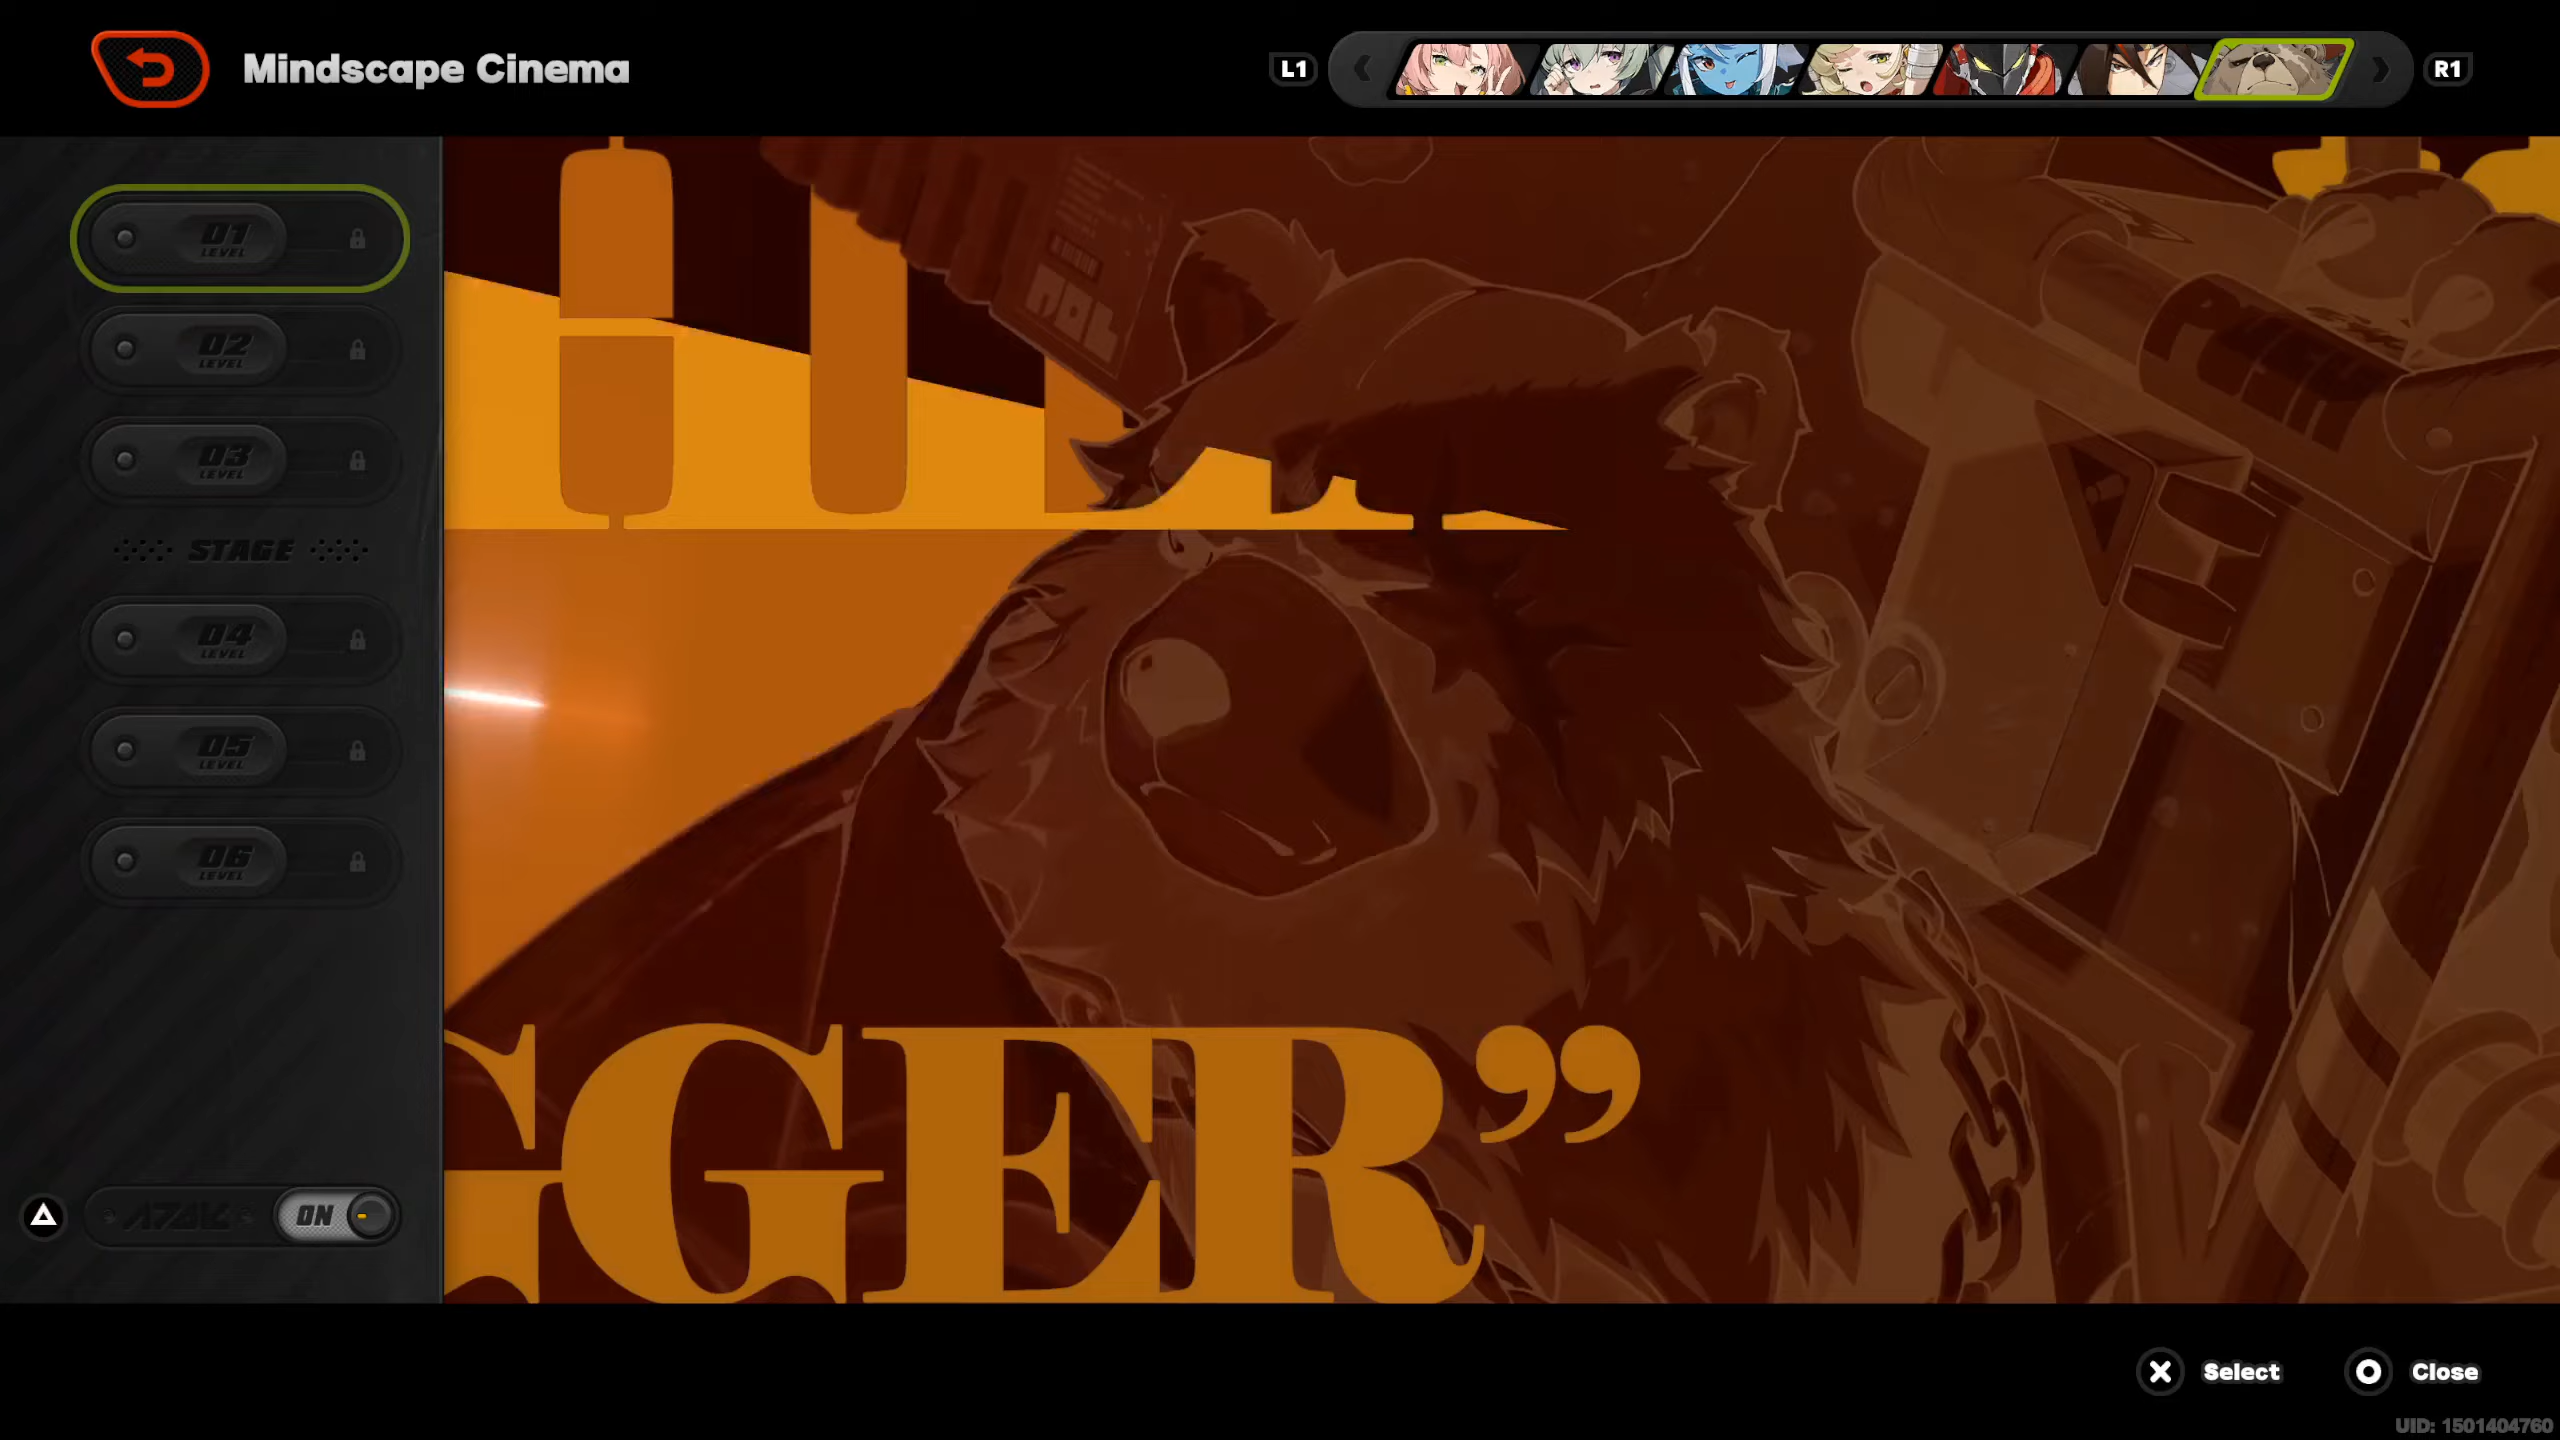 Mindscape Cinema
L1
R1
01
LEVEL
02
LEVEL
03
LEVEL
STAGE
04
LEVEL
05
LEVEL
06
LEVEL
ON
GGER”
Select
Close
UID: 1501404760